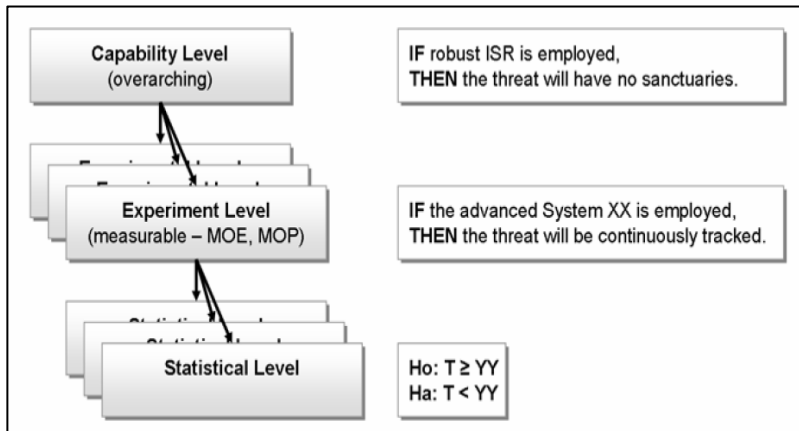 Capability Level
(overarching)
IF robust ISR is employed,
THEN the threat will have no sanctuaries.
Experiment Level
(measurable – MOE, MOP)
IF the advanced System XX is employed,
THEN the threat will be continuously tracked.
Statistical Level
Ho: T ≥ YY
Ha: T < YY